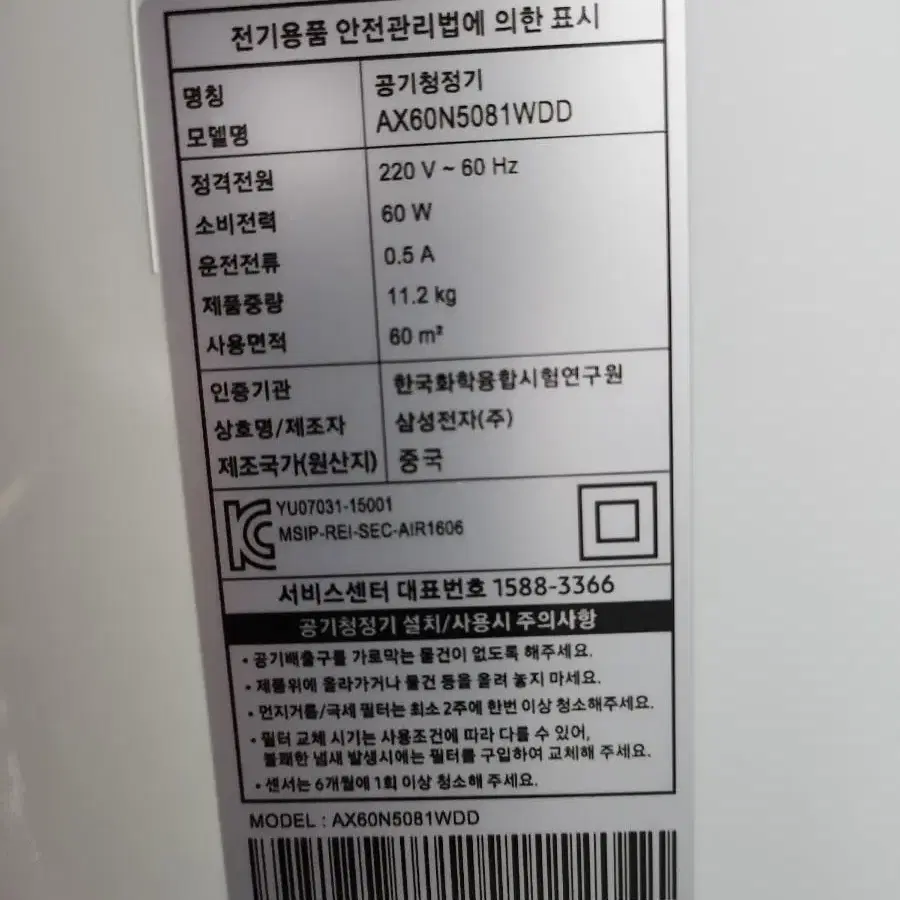 전기용품 안전관리법에 의한 표시
명칭 공기청정기
모델명 AX60N5081WDD
정격전원 220 V ~ 60 Hz
소비전력 60 W
운전전류 0.5 A
제품중량 11.2 kg
사용면적 60 m²
인증기관 한국화학융합시험연구원
상호명/제조자 삼성전자(주)
제조국가(원산지) 중국
KC YU07031-15001
MSIP-REI-SEC-AIR1606
서비스센터 대표번호 1588-3366
공기청정기 설치/사용시 주의사항
• 공기배출구를 가로막는 물건이 없도록 해주세요.
• 제품위에 올라가거나 물건 등을 올려 놓지 마세요.
• 먼지거름/극세 필터는 최소 2주에 한번 이상 청소해주세요.
• 필터 교체 시기는 사용조건에 따라 다를 수 있어,
불쾌한 냄새 발생시에는 필터를 구입하여 교체해 주세요.
• 센서는 6개월에 1회 이상 청소해 주세요.
MODEL : AX60N5081WDD